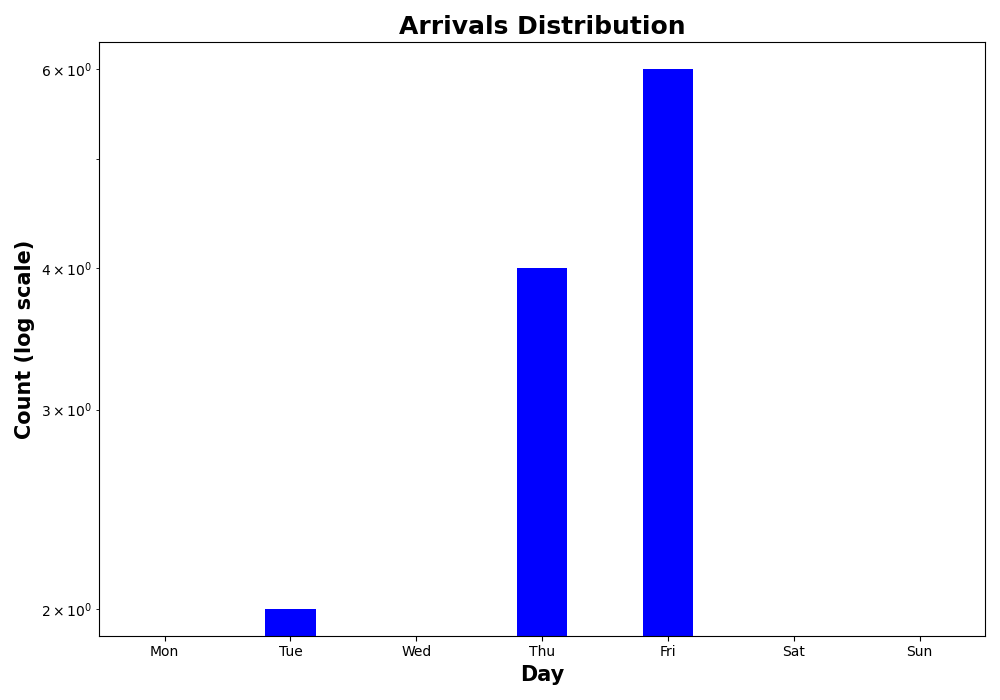 Arrivals Distribution
Count (log scale)
6 × 10⁰
4 × 10⁰
3 × 10⁰
2 × 10⁰
Mon Tue Wed Thu Fri Sat Sun
Day